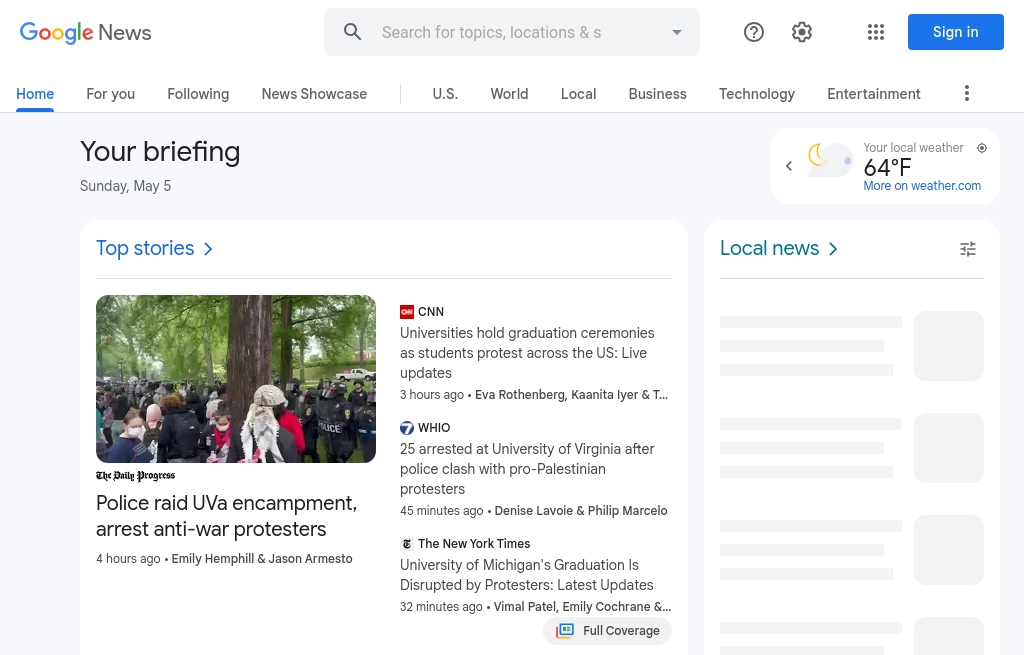 Google News
Search for topics, locations & s
Sign in
Home
For you
Following
News Showcase
U.S.
World
Local
Business
Technology
Entertainment
Your briefing
Sunday, May 5
Your local weather
64°F
More on weather.com
Top stories
Local news
POLICE
The Daily Progress
Police raid UVa encampment,
arrest anti-war protesters
4 hours ago • Emily Hemphill & Jason Armesto
CNN
CNN
Universities hold graduation ceremonies
as students protest across the US: Live
updates
3 hours ago • Eva Rothenberg, Kaanita Iyer & T...
7 WHIO
25 arrested at University of Virginia after
police clash with pro-Palestinian
protesters
45 minutes ago • Denise Lavoie & Philip Marcelo
The New York Times
University of Michigan's Graduation Is
Disrupted by Protesters: Latest Updates
32 minutes ago • Vimal Patel, Emily Cochrane &...
Full Coverage